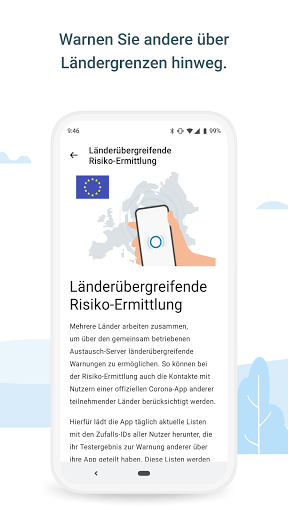 Warnen Sie andere über
Ländergrenzen hinweg.
9:46
99%
Länderübergreifende
Risiko-Ermittlung
Länderübergreifende
Risiko-Ermittlung
Mehrere Länder arbeiten zusammen,
um über den gemeinsam betriebenen
Austausch-Server länderübergreifende
Warnungen zu ermöglichen. So können bei
der Risiko-Ermittlung auch die Kontakte mit
Nutzern einer offiziellen Corona-App anderer
teilnehmender Länder berücksichtigt werden.
Hierfür lädt die App täglich aktuelle Listen
mit den Zufalls-IDs aller Nutzer herunter, die
ihr Testergebnis zur Warnung anderer über
ihre App geteilt haben. Diese Listen werden